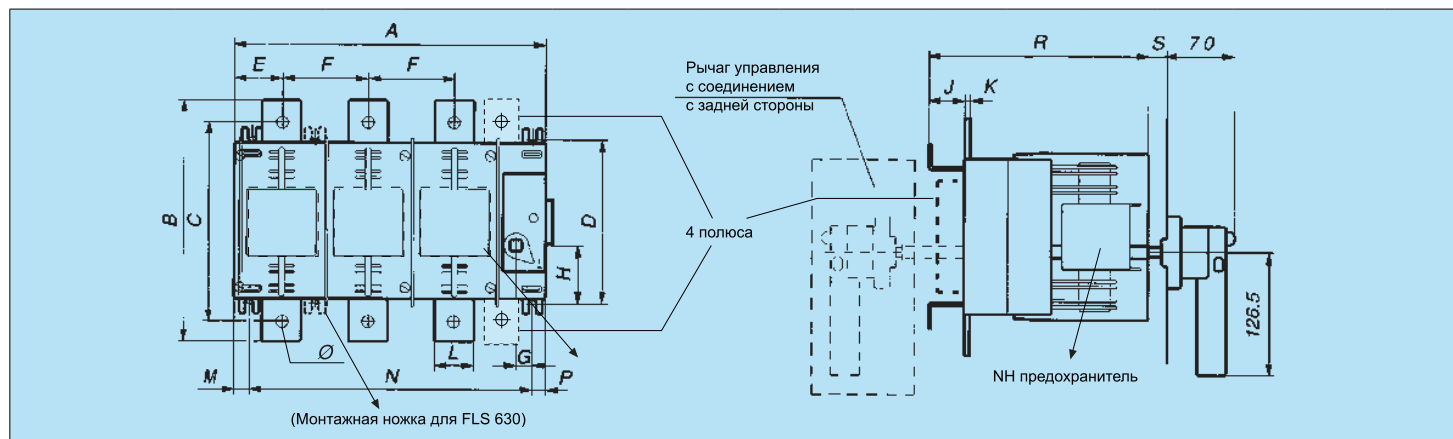 A
E
F
F
B
C
D
H
Ø
L
G
M
N
P
(Монтажная ножка для FLS 630)
Рычаг управления
с соединением
с задней стороны
4 полюса
R
S
70
J
K
126.5
NH предохранитель